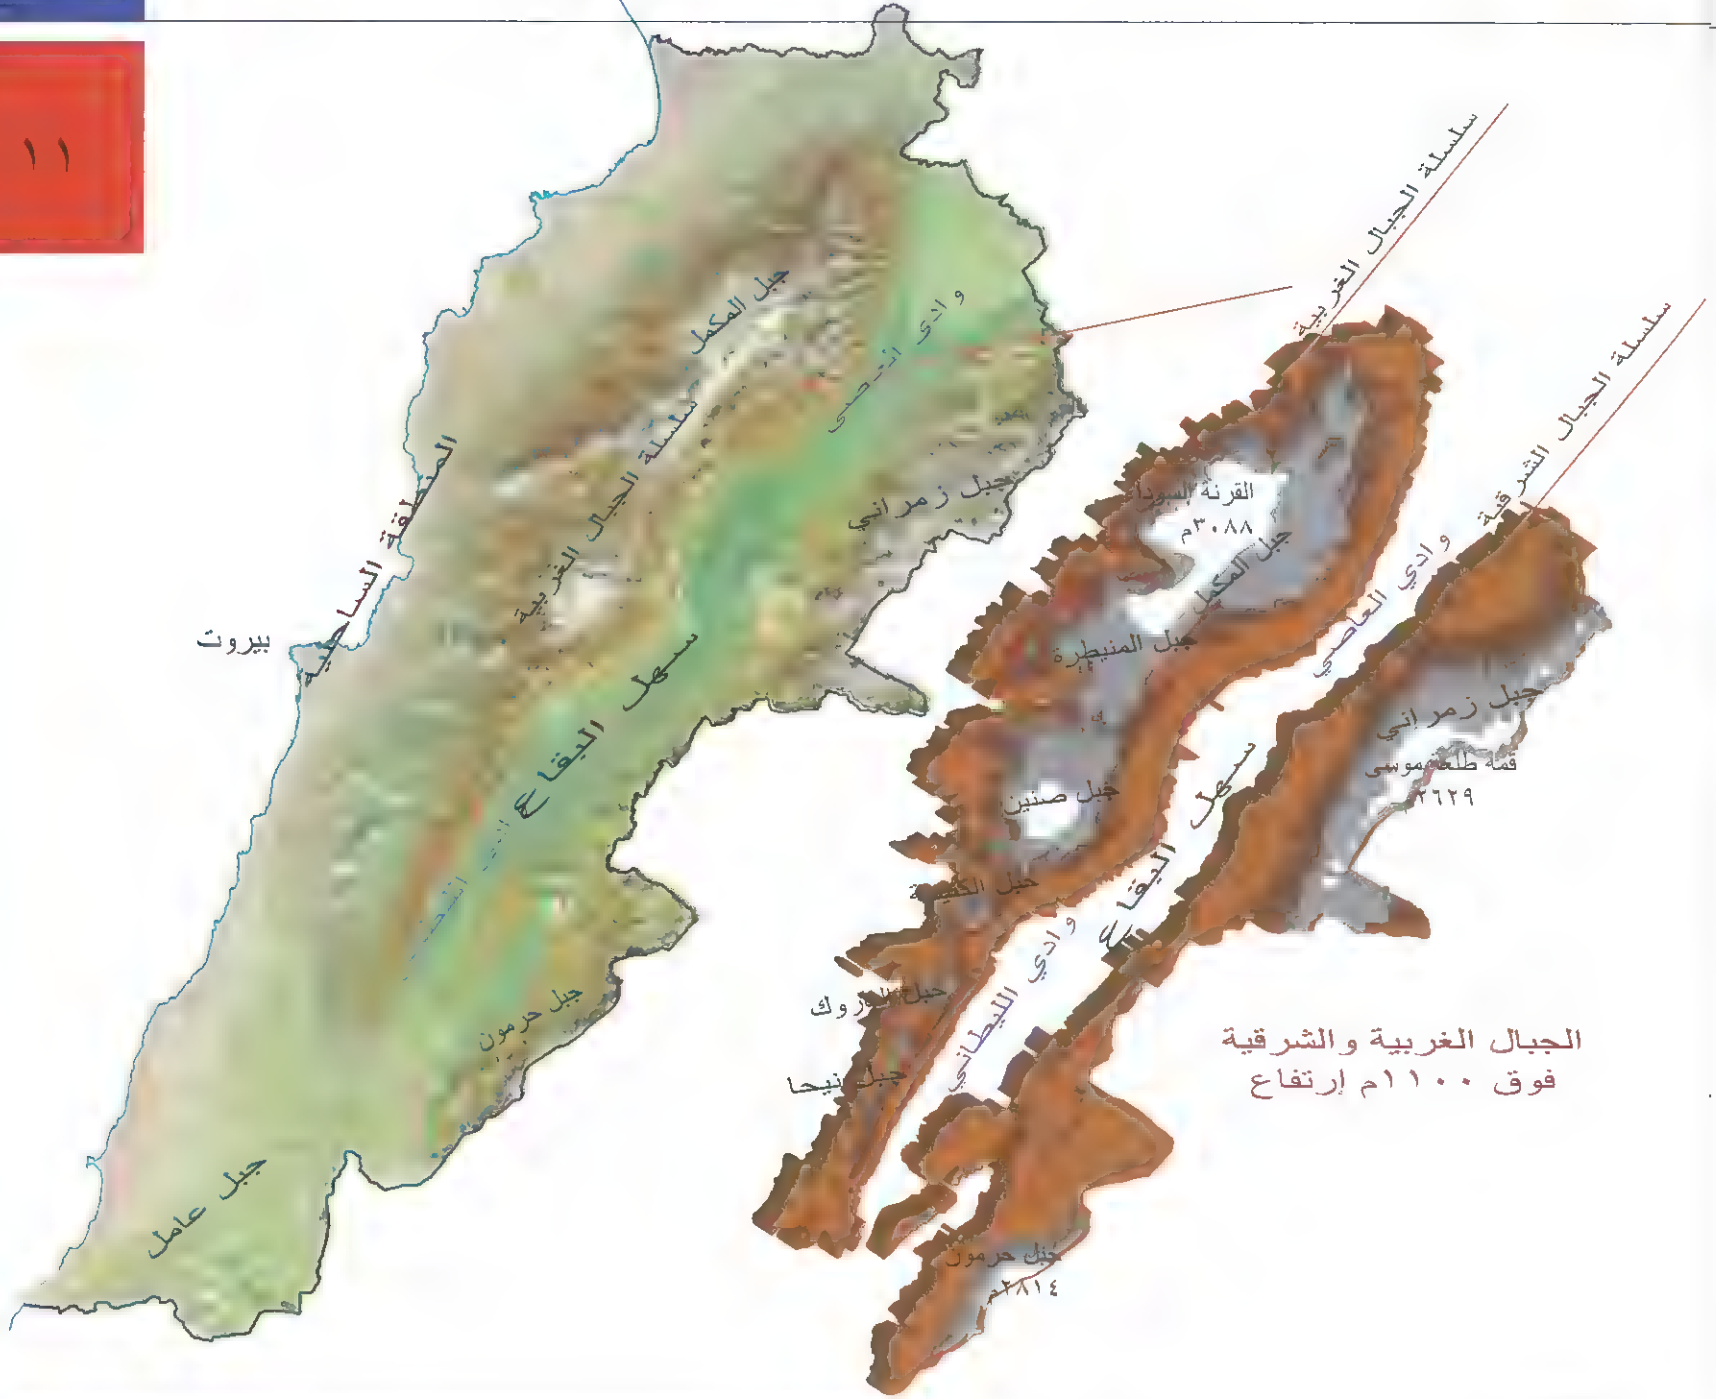 ١١
جبل المكمل
سلسلة الجبال الغربية
المنطقة الساحلية
بيروت
جبل زمراني
سهل البقاع
جبل حرمون
جبل عامل
سلسلة الجبال الغربية
سلسلة الجبال الشرقية
القرنة السوداء
٣٠٨٨م
جبل المكمل
جبل المنيطرة
وادي العاصي
جبل زمراني
قمة طلعة موسى
٢٦٢٩م
جبل صنين
سهل البقاع
جبل الكنيسة
وادي الليطاني
جبل الباروك
جبل نيحا
جبل حرمون
٢٨١٤م
الجبال الغربية والشرقية
فوق ١١٠٠م إرتفاع